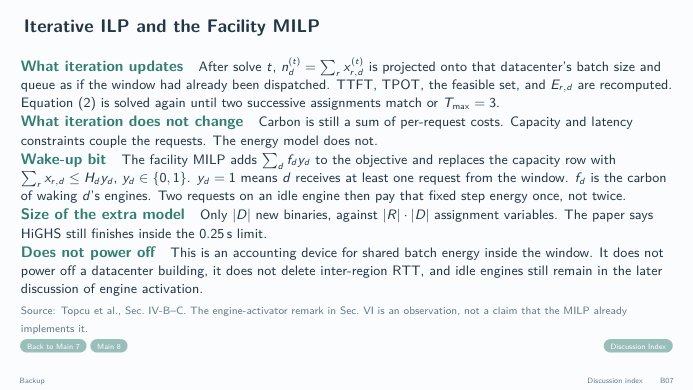 Iterative ILP and the Facility MILP
What iteration updates After solve t, n_d^{(t)} = ∑_r x_{r,d}^{(t)} is projected onto that datacenter's batch size and
queue as if the window had already been dispatched. TTFT, TPOT, the feasible set, and E_{r,d} are recomputed.
Equation (2) is solved again until two successive assignments match or T_max = 3.
What iteration does not change Carbon is still a sum of per-request costs. Capacity and latency
constraints couple the requests. The energy model does not.
Wake-up bit The facility MILP adds ∑_d f_d y_d to the objective and replaces the capacity row with
∑_r x_{r,d} ≤ H_d y_d, y_d ∈ {0, 1}. y_d = 1 means d receives at least one request from the window. f_d is the carbon
of waking d's engines. Two requests on an idle engine then pay that fixed step energy once, not twice.
Size of the extra model Only |D| new binaries, against |R| · |D| assignment variables. The paper says
HiGHS still finishes inside the 0.25 s limit.
Does not power off This is an accounting device for shared batch energy inside the window. It does not
power off a datacenter building, it does not delete inter-region RTT, and idle engines still remain in the later
discussion of engine activation.
Source: Topcu et al., Sec. IV-B–C. The engine-activator remark in Sec. VI is an observation, not a claim that the MILP already
implements it.
Back to Main 7 Main 8 Discussion Index
Backup Discussion index B07